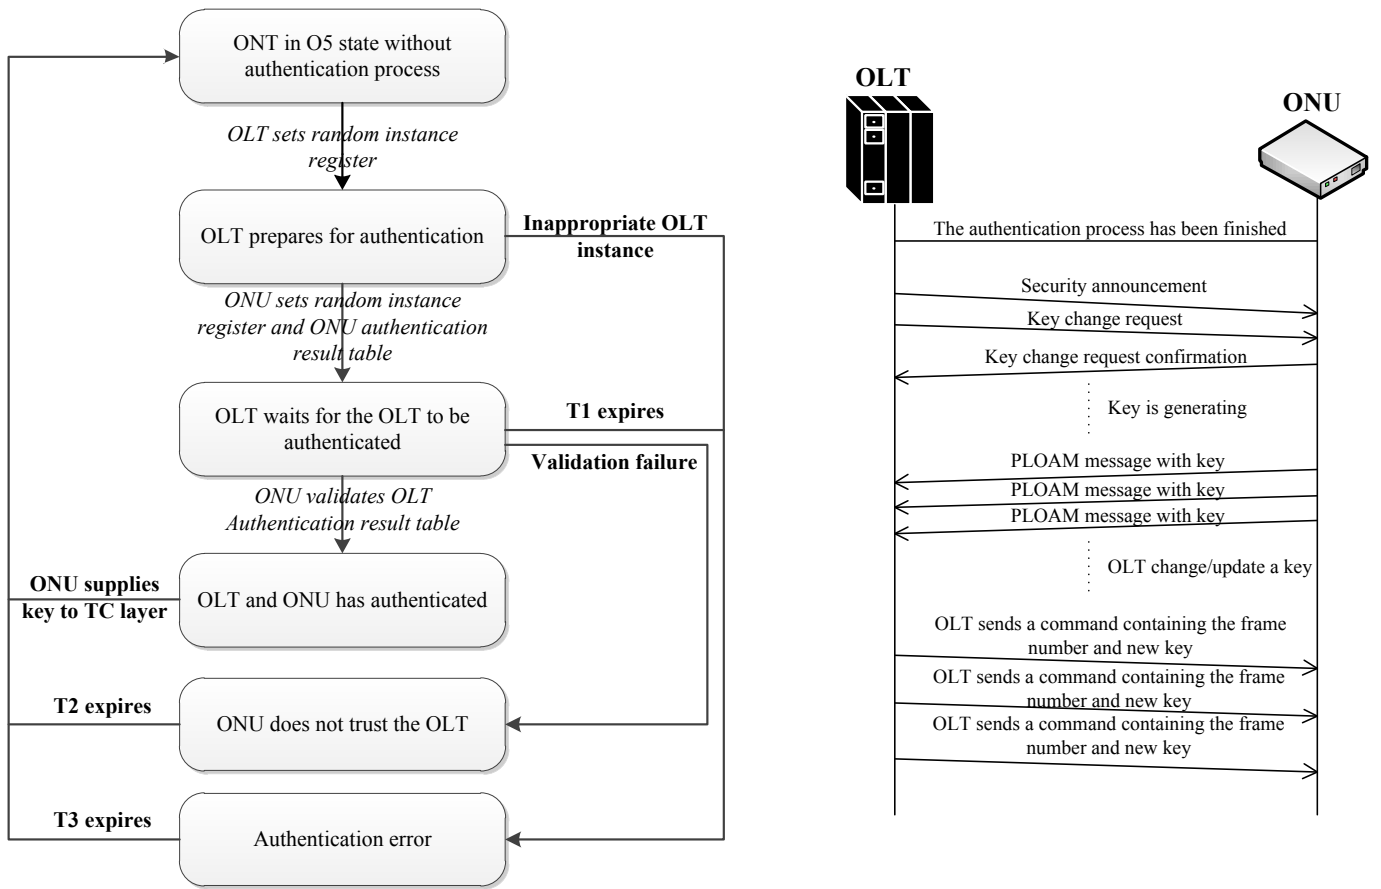 ONT in O5 state without
authentication process
OLT sets random instance
register
OLT prepares for authentication
Inappropriate OLT
instance
ONU sets random instance
register and ONU authentication
result table
OLT waits for the OLT to be
authenticated
T1 expires
Validation failure
ONU validates OLT
Authentication result table
ONU supplies
key to TC layer
OLT and ONU has authenticated
T2 expires
ONU does not trust the OLT
T3 expires
Authentication error
OLT
ONU
The authentication process has been finished
Security announcement
Key change request
Key change request confirmation
Key is generating
PLOAM message with key
PLOAM message with key
PLOAM message with key
OLT change/update a key
OLT sends a command containing the frame
number and new key
OLT sends a command containing the frame
number and new key
OLT sends a command containing the frame
number and new key